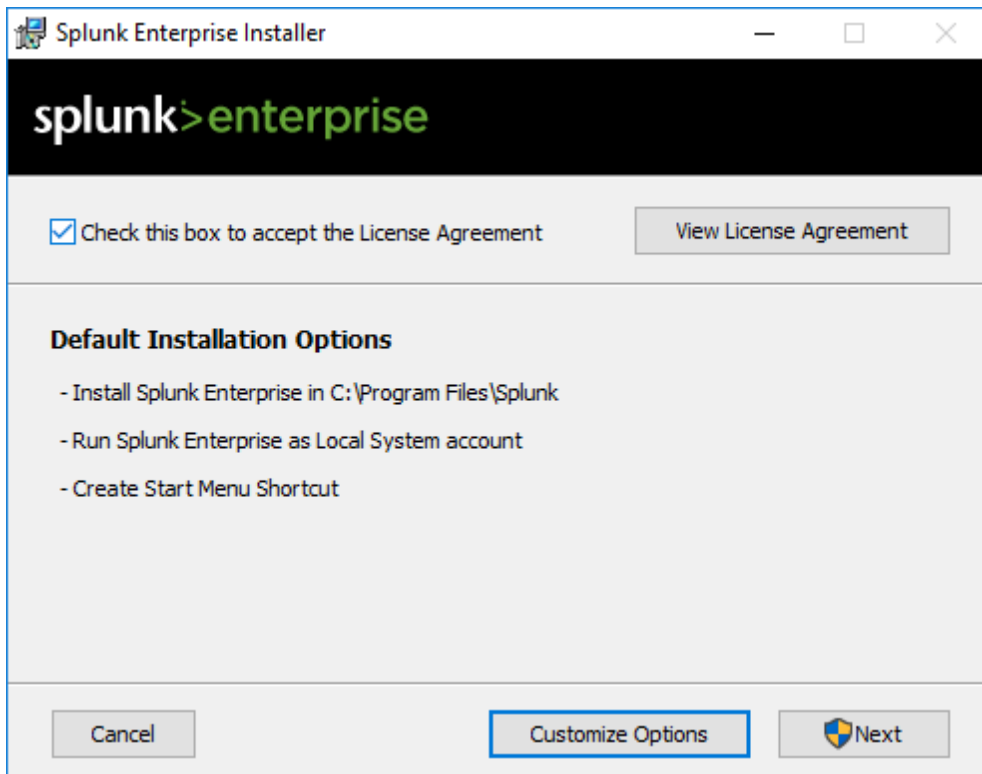 Splunk Enterprise Installer
splunk>enterprise
Check this box to accept the License Agreement
View License Agreement
Default Installation Options
- Install Splunk Enterprise in C:\Program Files\Splunk
- Run Splunk Enterprise as Local System account
- Create Start Menu Shortcut
Cancel
Customize Options
Next